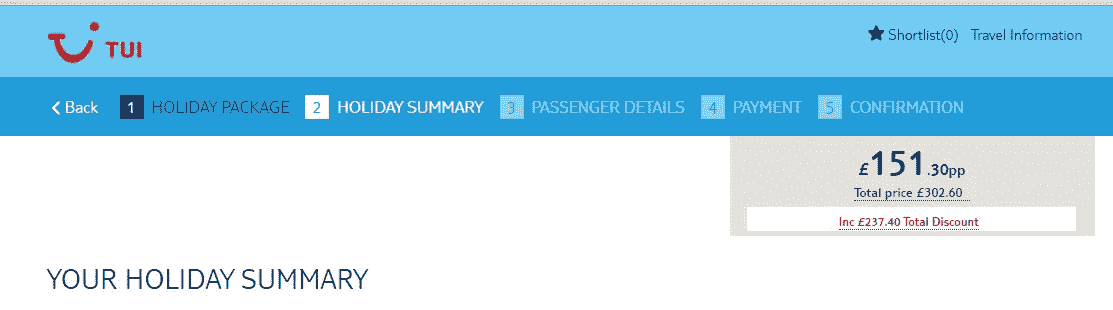 TUI
Shortlist(0) Travel Information
Back 1 HOLIDAY PACKAGE 2 HOLIDAY SUMMARY 3 PASSENGER DETAILS 4 PAYMENT 5 CONFIRMATION
£151.30pp
Total price £302.60
Inc £237.40 Total Discount
YOUR HOLIDAY SUMMARY